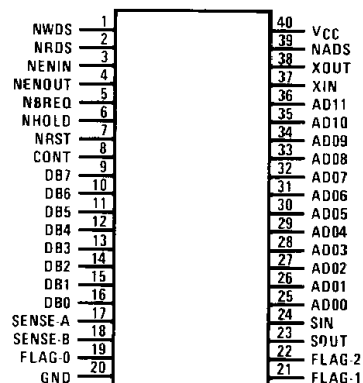 NWDS 1
NRDS 2
NENIN 3
NENOUT 4
NBREQ 5
NHOLD 6
NRST 7
CONT 8
DB7 9
DB6 10
DB5 11
DB4 12
DB3 13
DB2 14
DB1 15
DB0 16
SENSE-A 17
SENSE-B 18
FLAG-0 19
GND 20
40 VCC
39 NADS
38 XOUT
37 XIN
36 AD11
35 AD10
34 AD09
33 AD08
32 AD07
31 AD06
30 AD05
29 AD04
28 AD03
27 AD02
26 AD01
25 AD00
24 SIN
23 SOUT
22 FLAG-2
21 FLAG-1